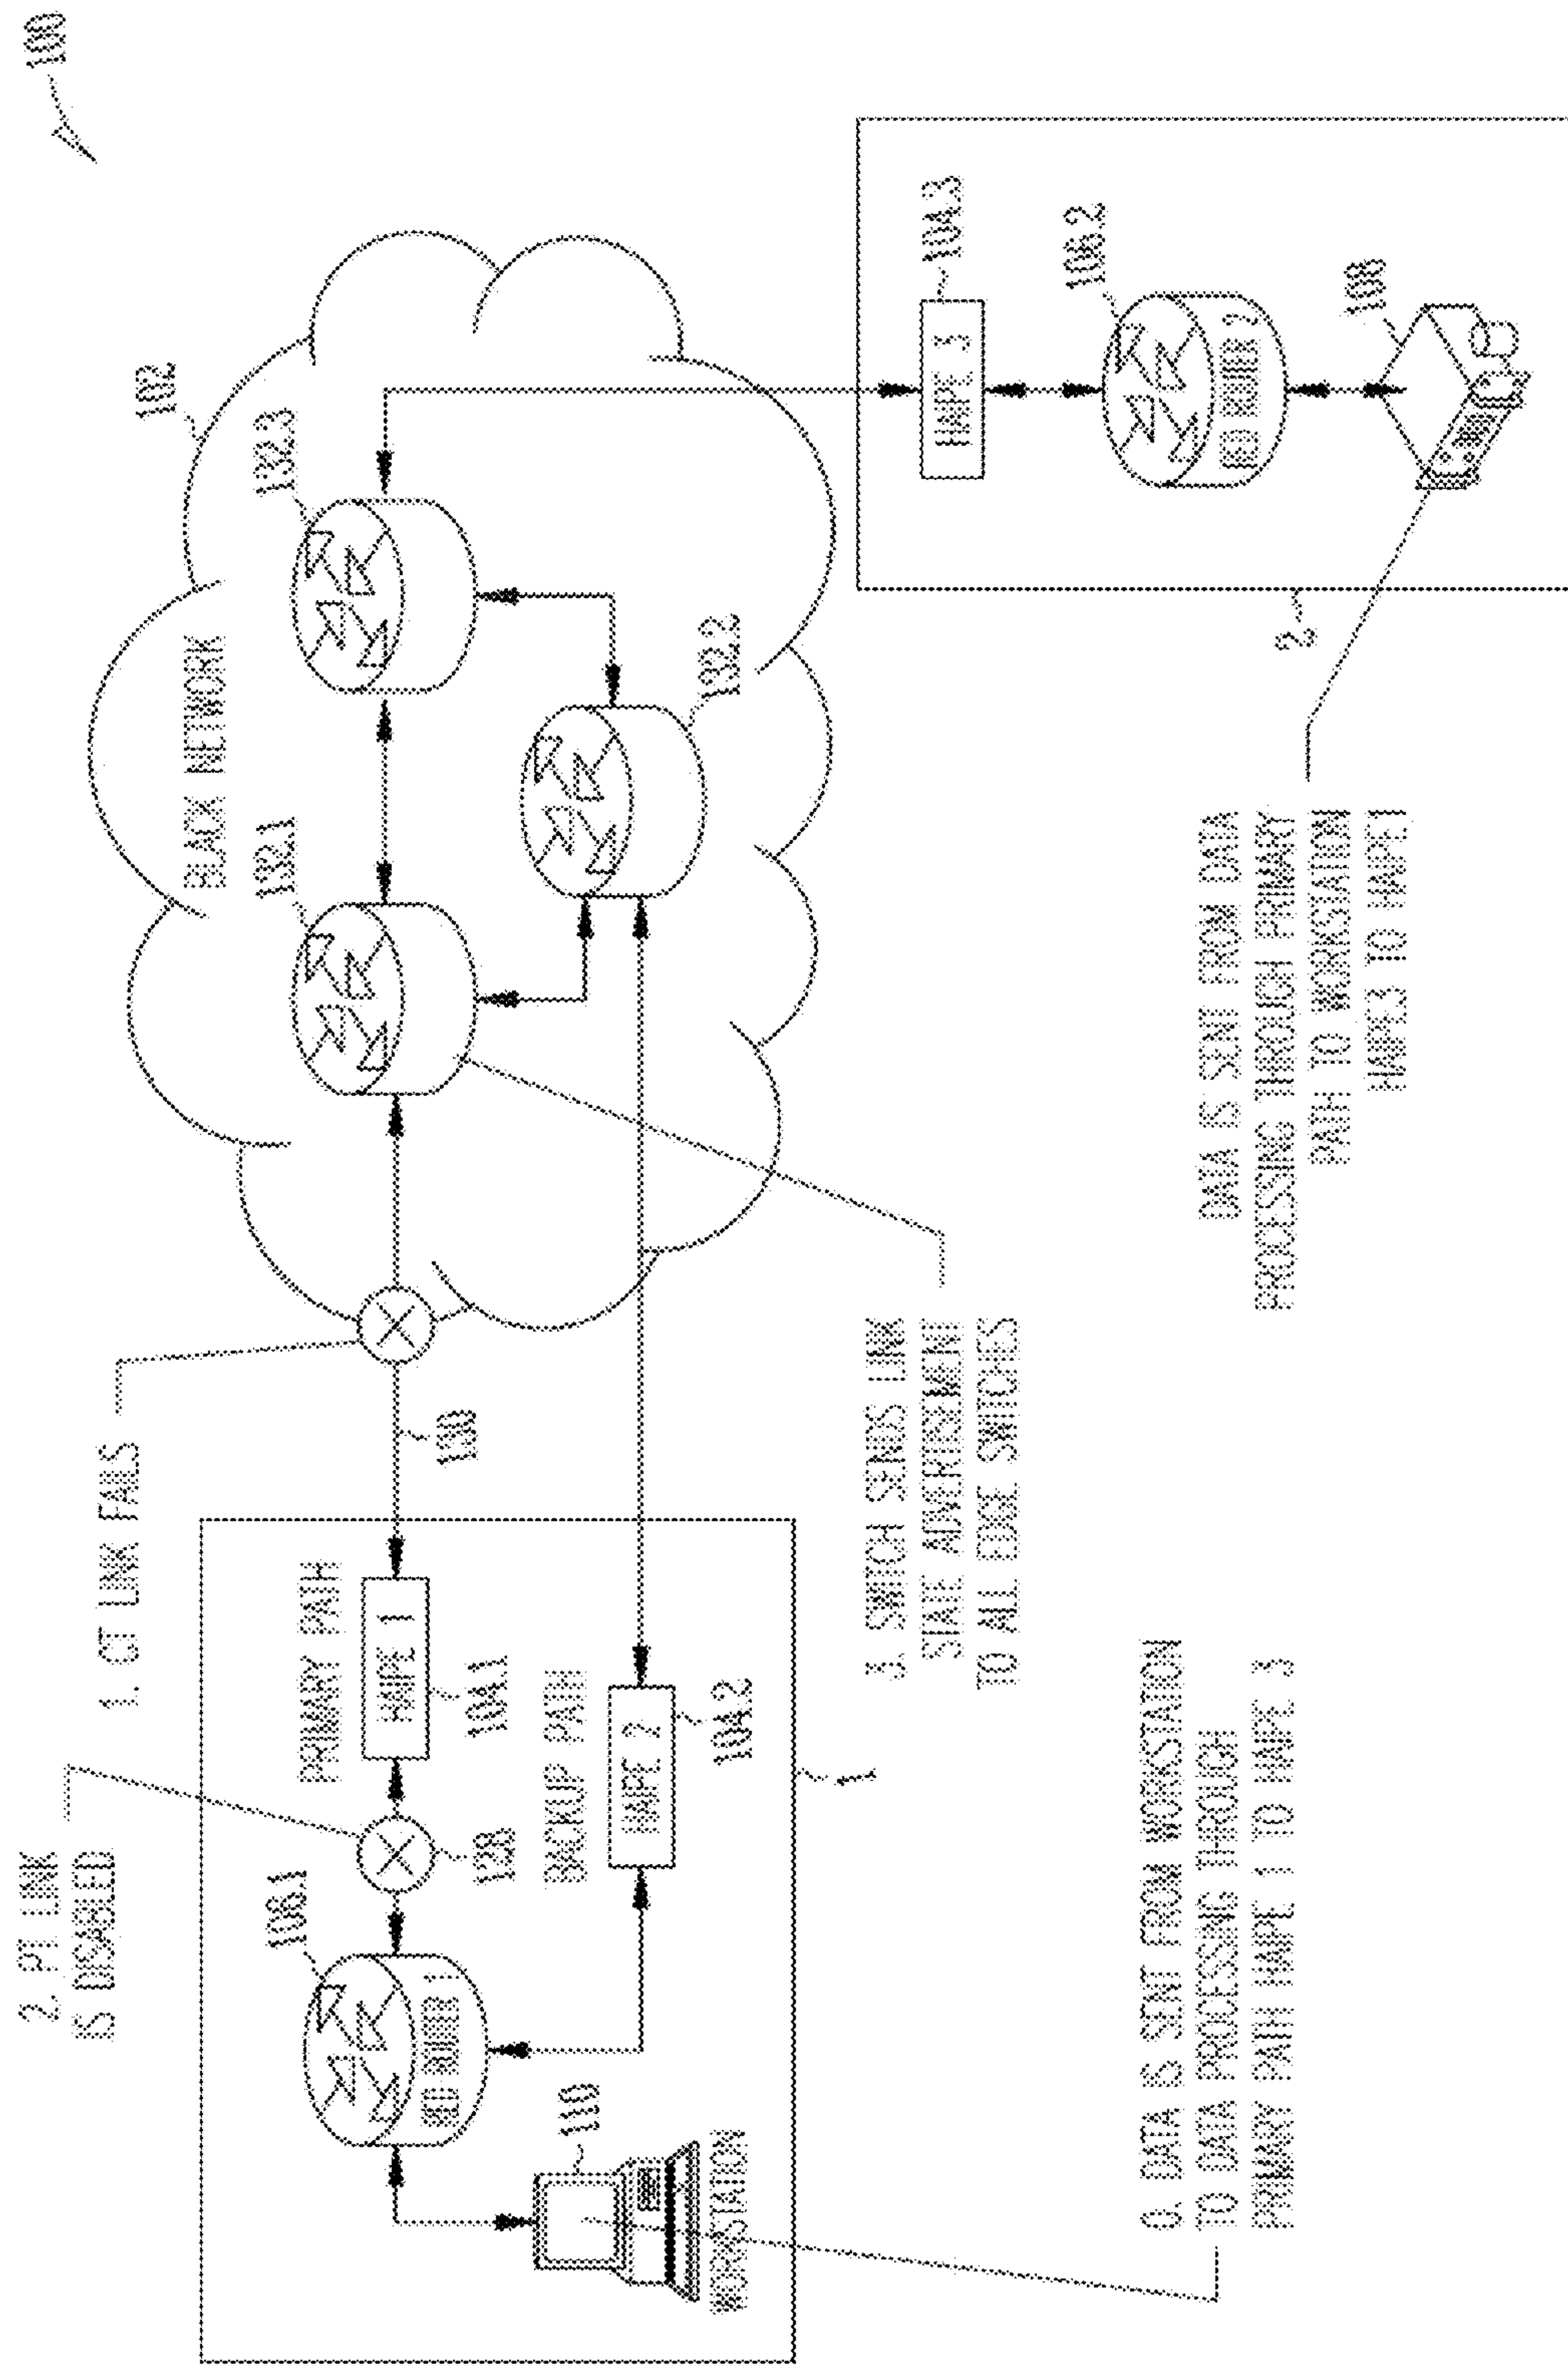 100
102
BLACK NETWORK
132.1
132.3
132.2
1. CT LINK FAILS
2. PT LINK
IS DISABLED
PRIMARY PATH
HAIPE 1
104.1
130
128
106.1
RED ROUTER 1
BACKUP PATH
HAIPE 2
104.2
110
WORKSTATION
1
HAIPE 3
104.3
106.2
RED ROUTER 2
108
2
3. SWITCH SENDS LINK
STATE ADVERTISEMENT
TO ALL EDGE SWITCHES
0. DATA IS SENT FROM WORKSTATION
TO DATA PROCESSING THROUGH
PRIMARY PATH HAIPE 1 TO HAIPE 3
DATA IS SENT FROM DATA
PROCESSING THROUGH PRIMARY
PATH TO WORKSTATION
HAIPE3 TO HAIPE1